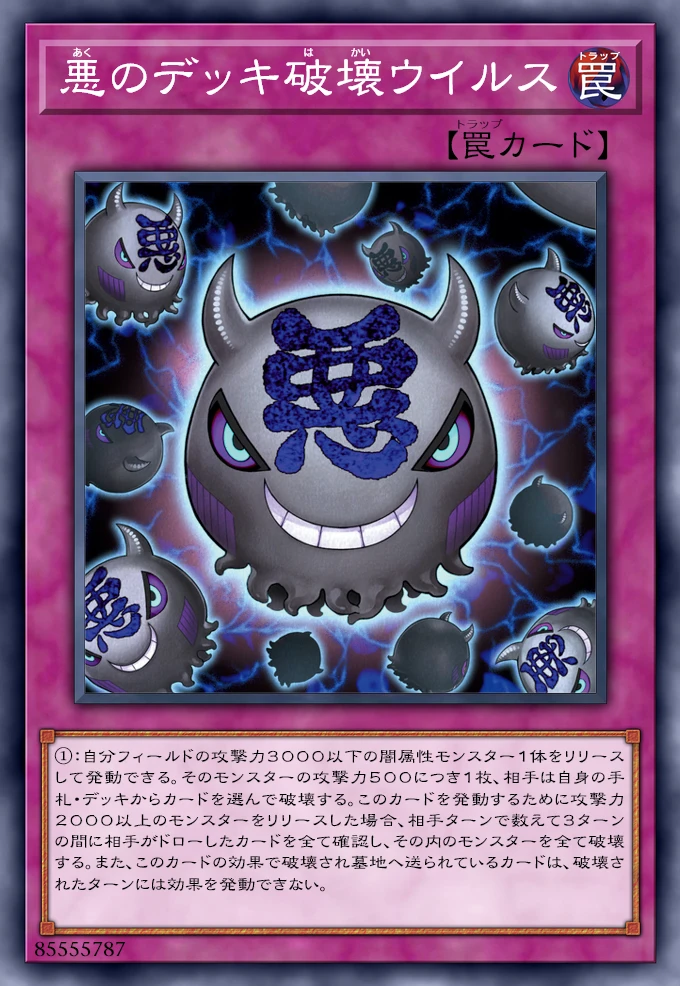 悪のデッキ破壊ウイルス 罠
【罠カード】
悪
①：自分フィールドの攻撃力３０００以下の闇属性モンスター１体をリリース
して発動できる。そのモンスターの攻撃力５００につき１枚、相手は自身の手
札・デッキからカードを選んで破壊する。このカードを発動するために攻撃力
２０００以上のモンスターをリリースした場合、相手ターンで数えて３ターン
の間に相手がドローしたカードを全て確認し、その内のモンスターを全て破壊
する。また、このカードの効果で破壊され墓地へ送られているカードは、破壊さ
れたターンには効果を発動できない。
85555787